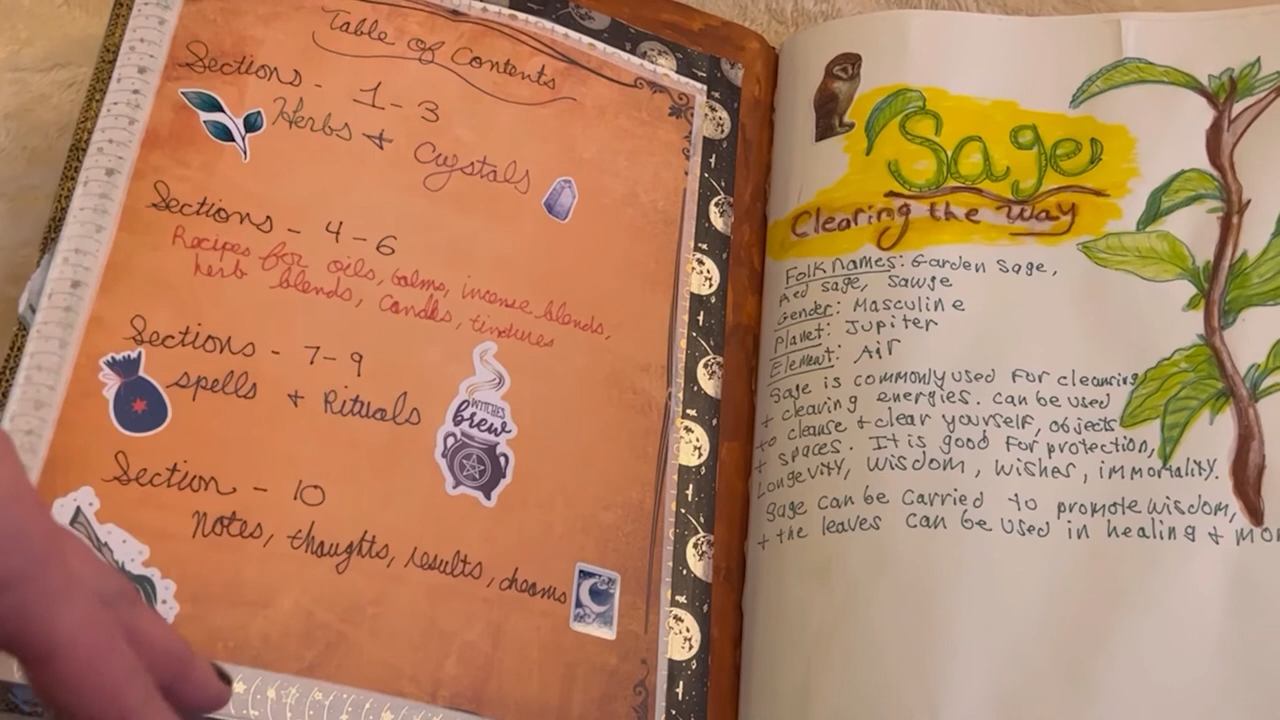 Table of Contents
Sections - 1-3
Herbs + Crystals
Sections - 4-6
Recipes for oils, balms, incense blends,
herb blends, candles, tinctures
Sections - 7-9
Spells + Rituals
WITCHES
brew
Section - 10
Notes, thoughts, results, dreams
Sage
Clearing the Way
Folk Names: Garden Sage,
Red sage, Sawge
Gender: Masculine
Planet: Jupiter
Element: Air
Sage is commonly used for cleansing
+ clearing energies. can be used
to cleanse + clear yourself, objects
+ spaces. It is good for protection,
Longevity, wisdom, wishes, immortality.
Sage can be carried to promote wisdom,
+ the leaves can be used in healing +